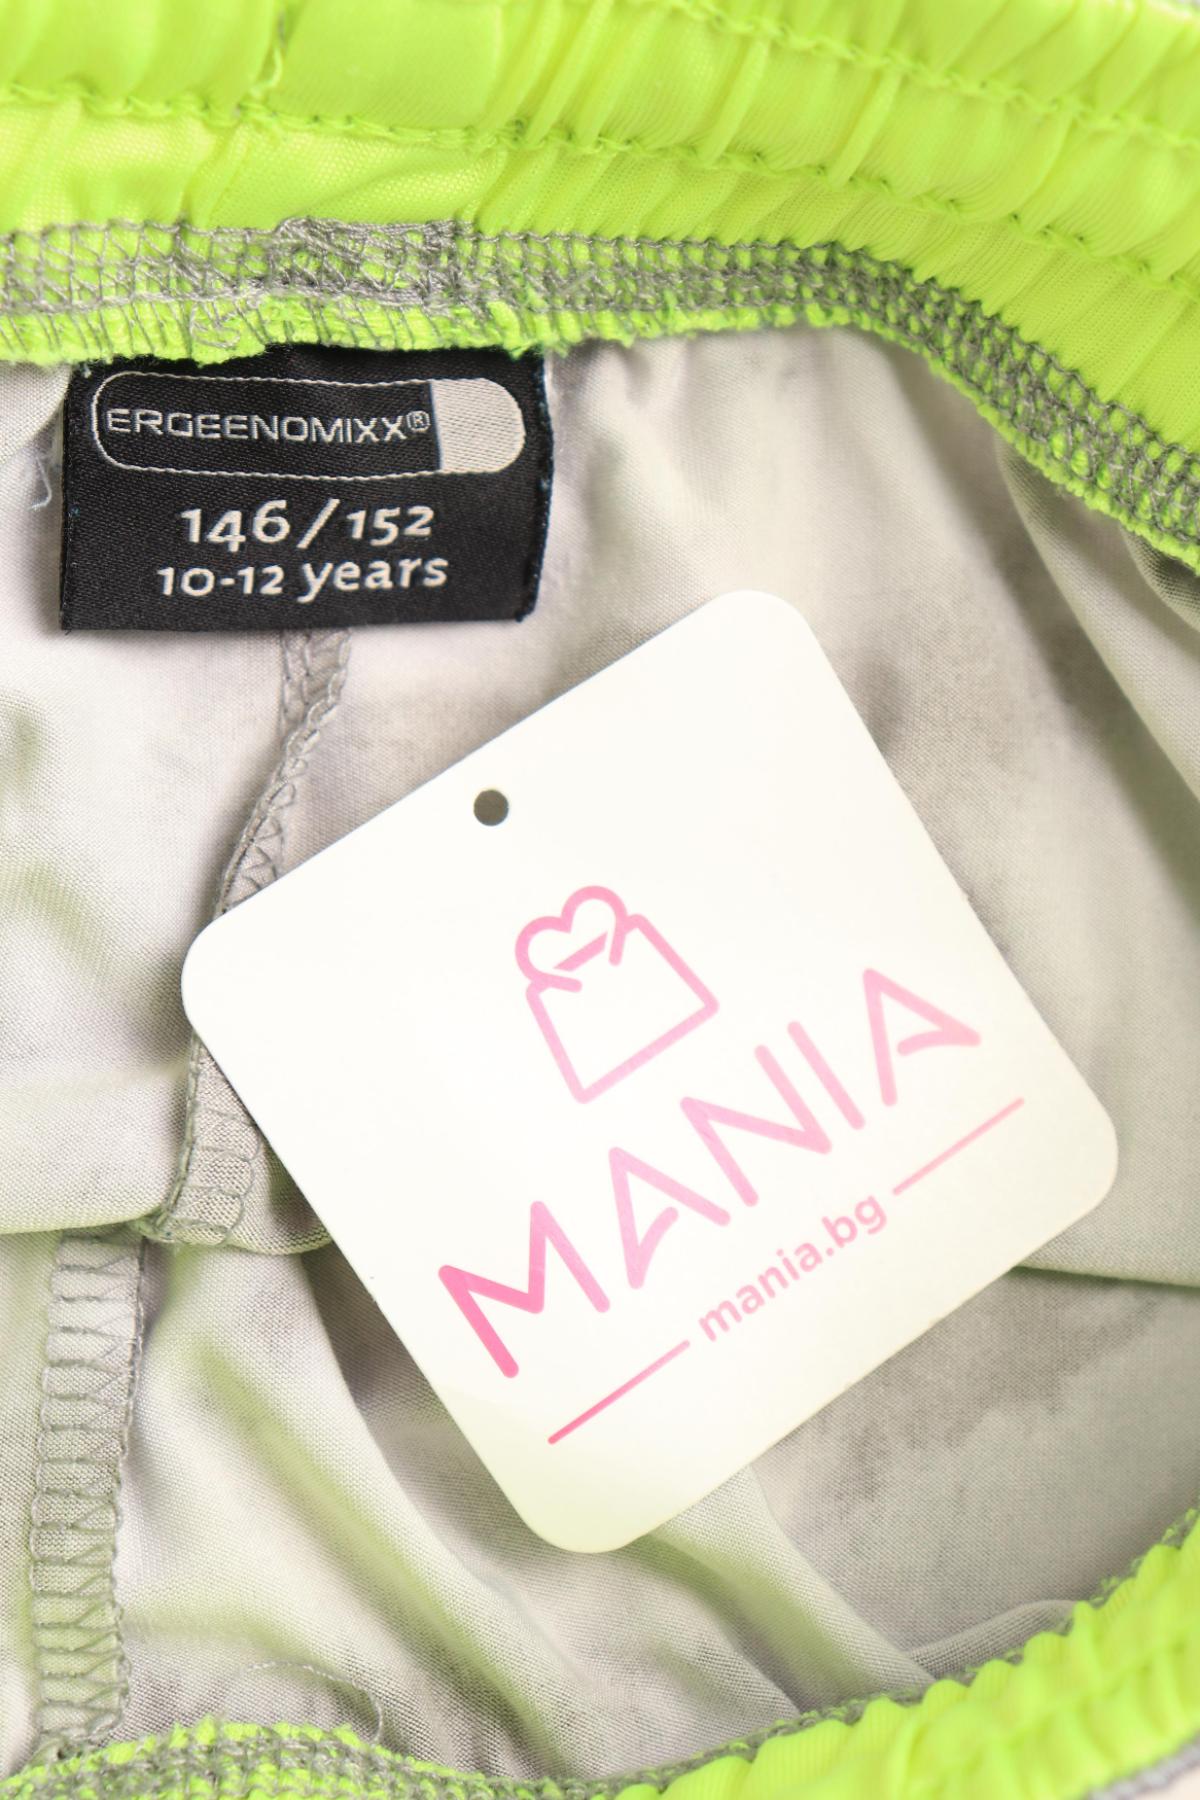 ERGEENOMIXX®
146/152
10-12 years
MANIA
mania.bg